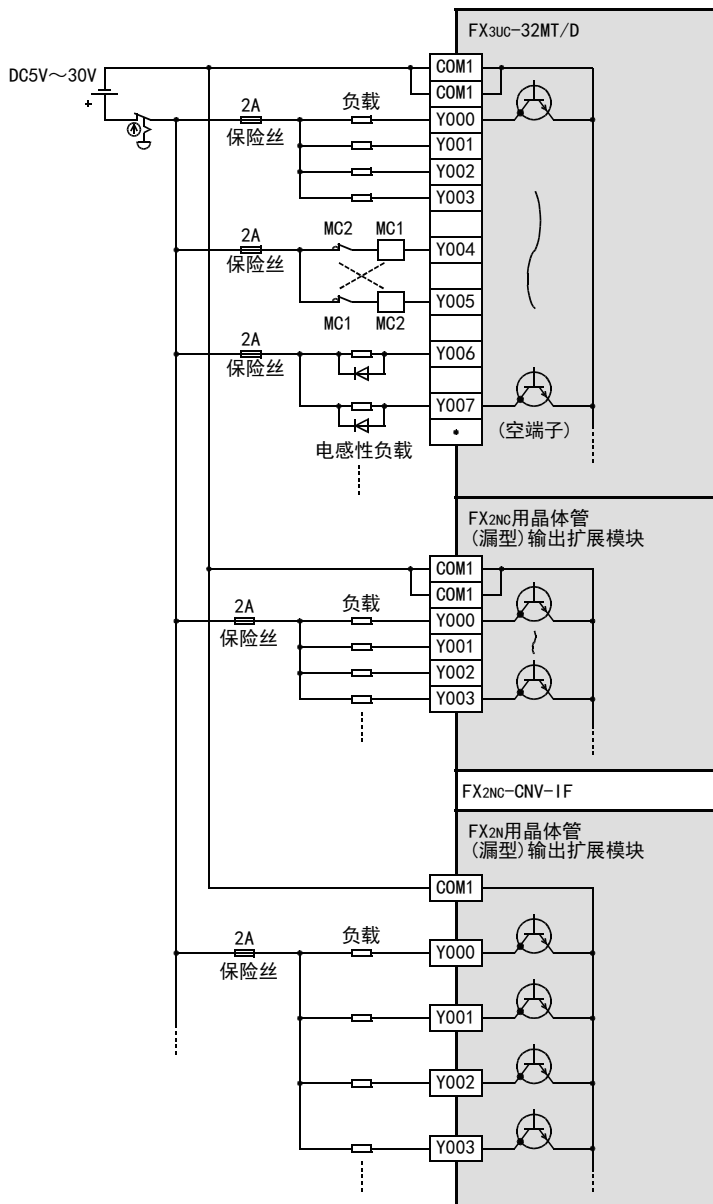 FX3UC-32MT/D
DC5V～30V
+
COM1
COM1
2A
保险丝
负载
Y000
Y001
Y002
Y003
2A
保险丝
MC2
MC1
Y004
Y005
MC1
MC2
2A
保险丝
Y006
Y007
•
(空端子)
电感性负载
FX2NC用晶体管
(漏型)输出扩展模块
COM1
COM1
2A
保险丝
负载
Y000
Y001
Y002
Y003
FX2NC-CNV-IF
FX2N用晶体管
(漏型)输出扩展模块
COM1
2A
保险丝
负载
Y000
Y001
Y002
Y003